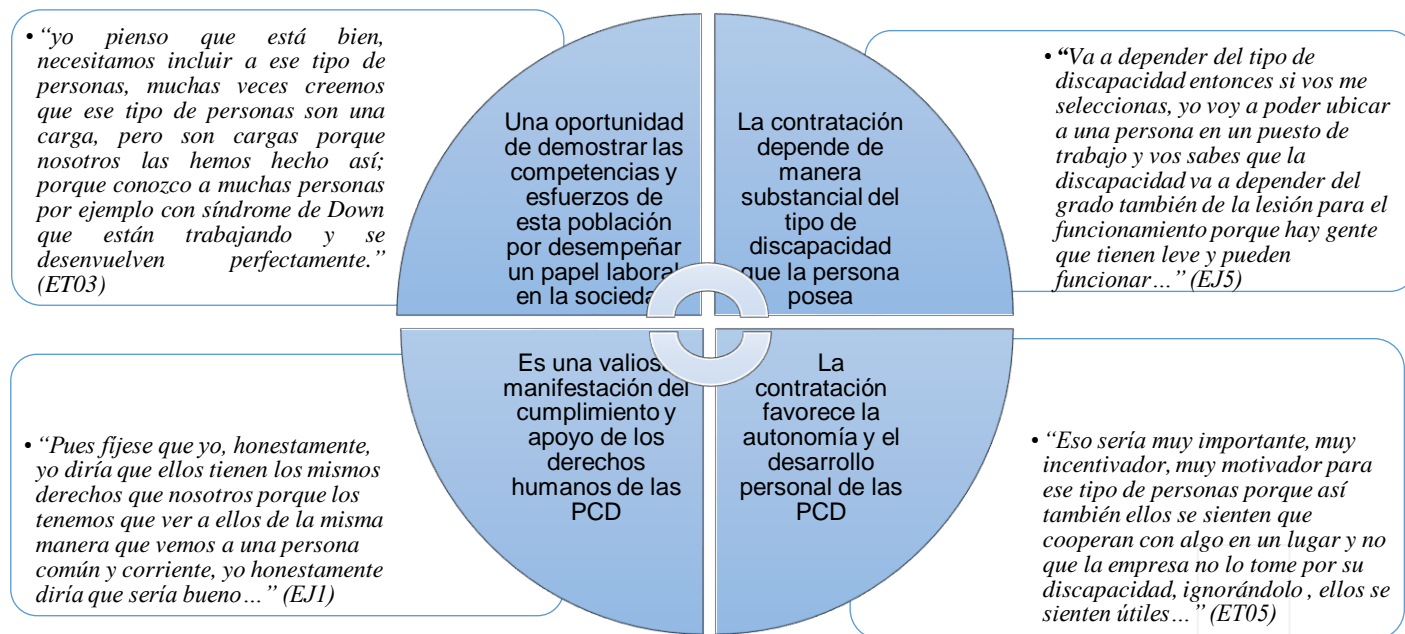 • “yo pienso que está bien,
necesitamos incluir a ese tipo de
personas, muchas veces creemos
que ese tipo de personas son una
carga, pero son cargas porque
nosotros las hemos hecho así;
porque conozco a muchas personas
por ejemplo con síndrome de Down
que están trabajando y se
desenvuelven perfectamente.”
(ET03)
Una oportunidad
de demostrar las
competencias y
esfuerzos de
esta población
por desempeñar
un papel laboral
en la socieda
La contratación
depende de
manera
substancial del
tipo de
discapacidad
que la persona
posea
• “Va a depender del tipo de
discapacidad entonces si vos me
seleccionas, yo voy a poder ubicar
a una persona en un puesto de
trabajo y vos sabes que la
discapacidad va a depender del
grado también de la lesión para el
funcionamiento porque hay gente
que tienen leve y pueden
funcionar…” (EJ5)
• “Pues fíjese que yo, honestamente,
yo diría que ellos tienen los mismos
derechos que nosotros porque los
tenemos que ver a ellos de la misma
manera que vemos a una persona
común y corriente, yo honestamente
diría que sería bueno…” (EJ1)
Es una valiosa
manifestación del
cumplimiento y
apoyo de los
derechos
humanos de las
PCD
La
contratación
favorece la
autonomía y el
desarrollo
personal de las
PCD
• “Eso sería muy importante, muy
incentivador, muy motivador para
ese tipo de personas porque así
también ellos se sienten que
cooperan con algo en un lugar y no
que la empresa no lo tome por su
discapacidad, ignorándolo , ellos se
sienten útiles…” (ET05)